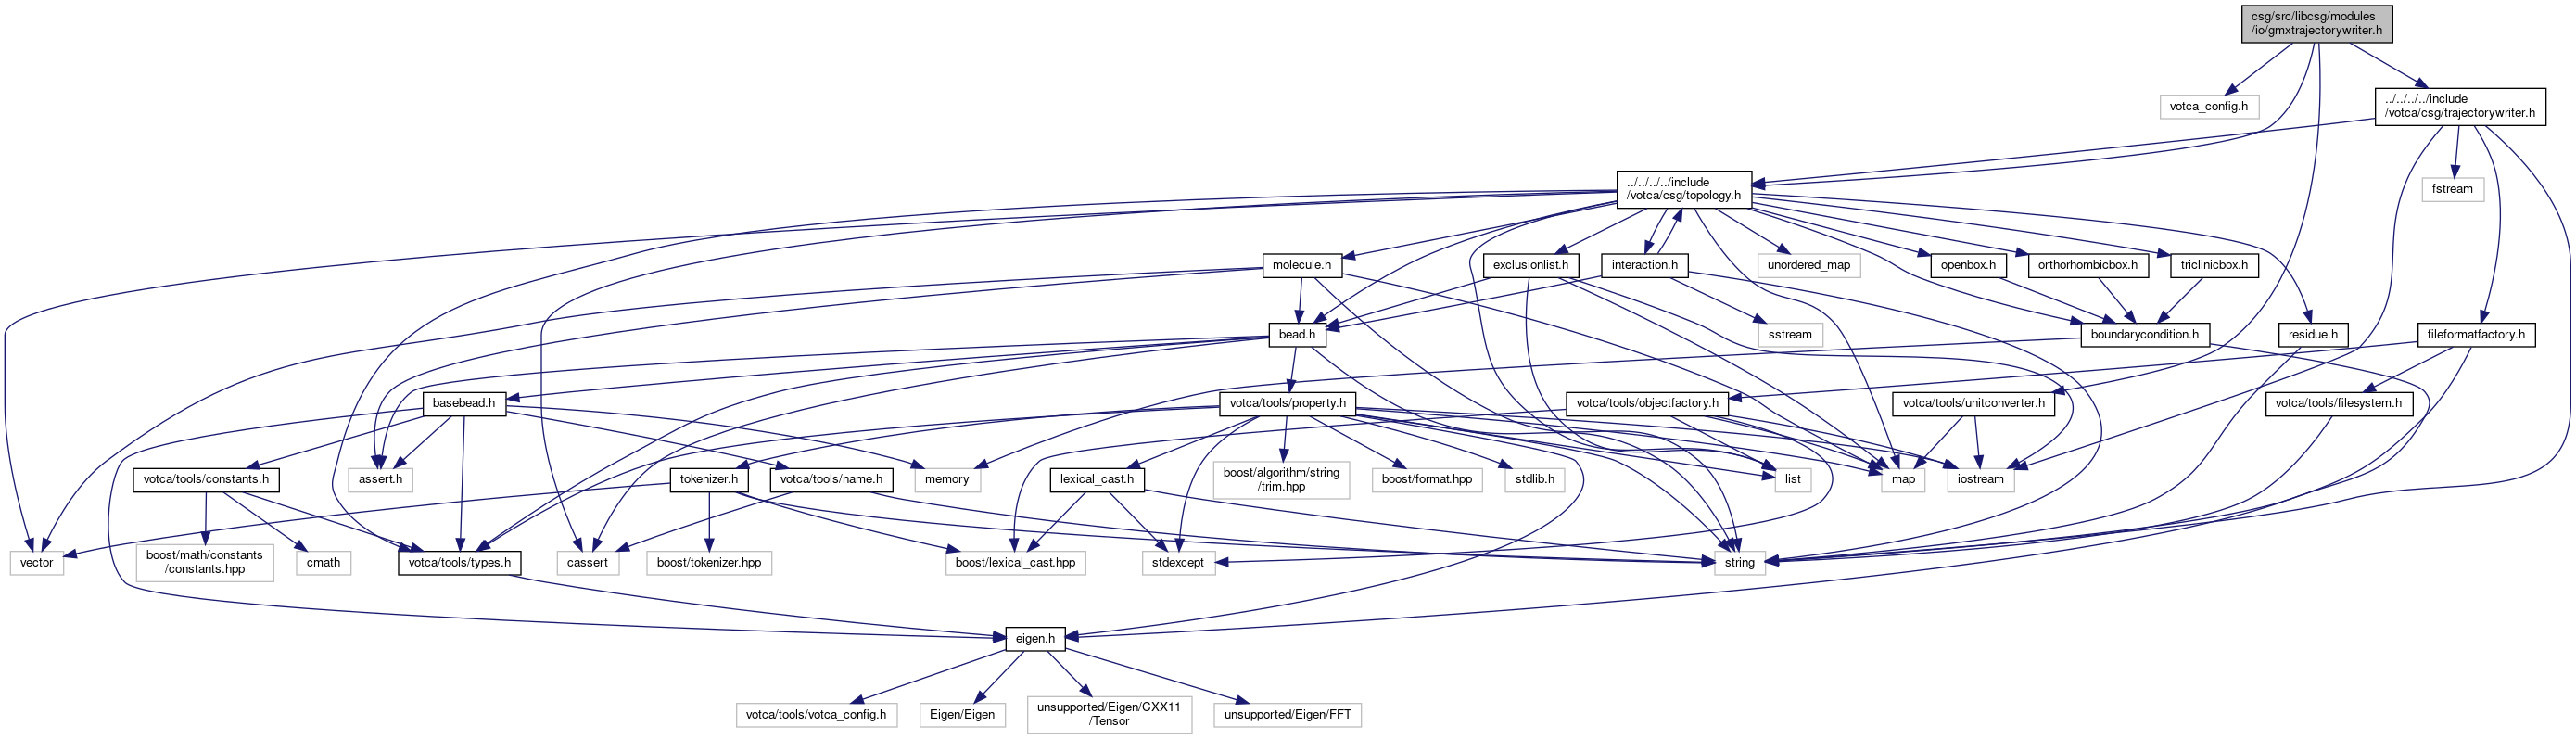 csg/src/libcsg/modules
/io/gmxtrajectorywriter.h
votca_config.h
../../../../include
/votca/csg/trajectorywriter.h
../../../../include
/votca/csg/topology.h
fstream
molecule.h
exclusionlist.h
interaction.h
unordered_map
openbox.h
orthorhombicbox.h
triclinicbox.h
bead.h
sstream
boundarycondition.h
residue.h
fileformatfactory.h
basebead.h
votca/tools/property.h
votca/tools/objectfactory.h
votca/tools/unitconverter.h
votca/tools/filesystem.h
votca/tools/constants.h
assert.h
tokenizer.h
votca/tools/name.h
memory
lexical_cast.h
boost/algorithm/string
/trim.hpp
boost/format.hpp
stdlib.h
list
map
iostream
vector
boost/math/constants
/constants.hpp
cmath
votca/tools/types.h
cassert
boost/tokenizer.hpp
boost/lexical_cast.hpp
stdexcept
string
eigen.h
votca/tools/votca_config.h
Eigen/Eigen
unsupported/Eigen/CXX11
/Tensor
unsupported/Eigen/FFT